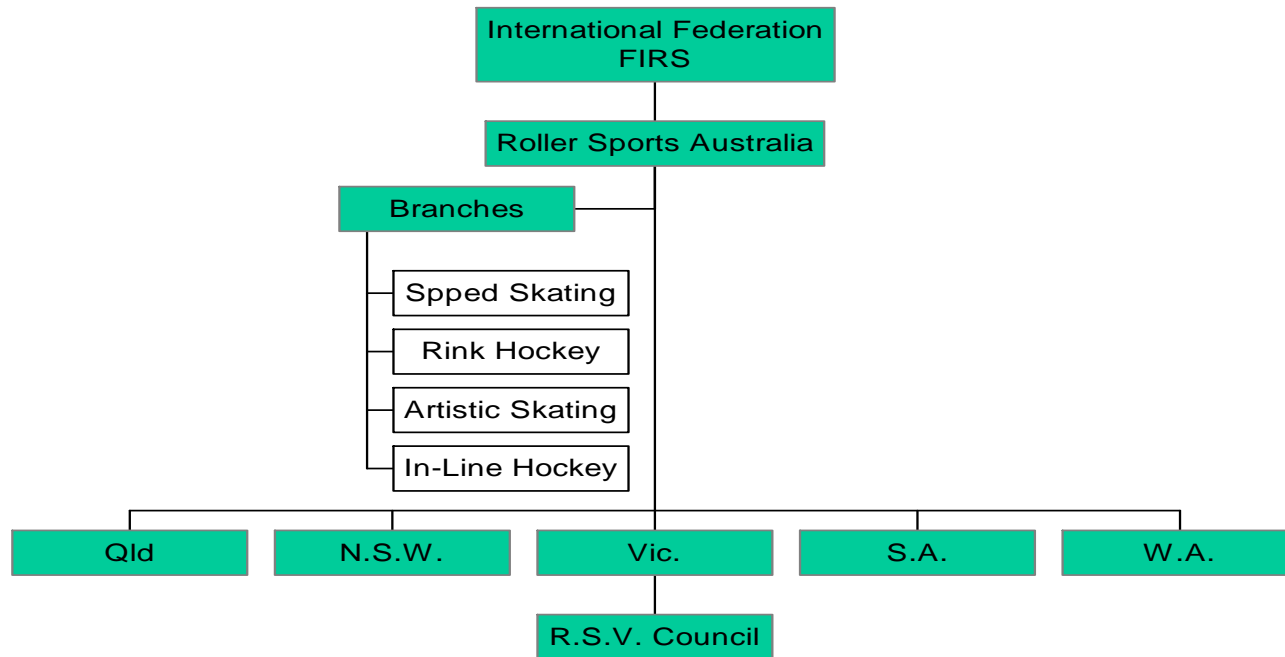 International Federation
FIRS
Roller Sports Australia
Branches
Spped Skating
Rink Hockey
Artistic Skating
In-Line Hockey
Qld
N.S.W.
Vic.
S.A.
W.A.
R.S.V. Council